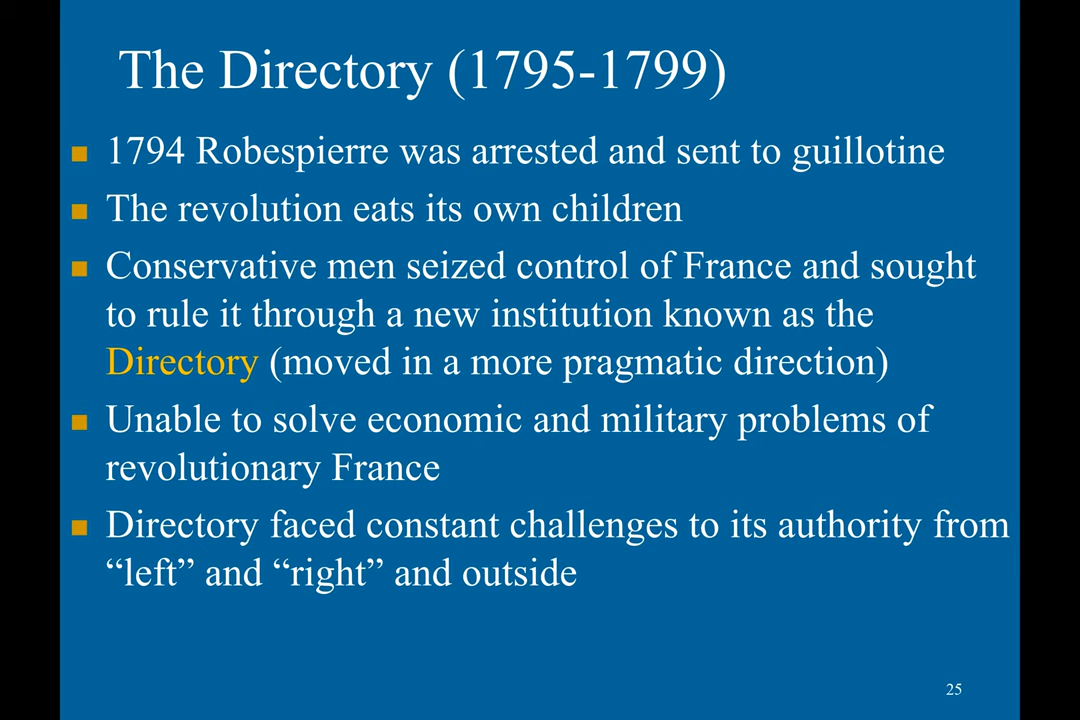 The Directory (1795-1799)
1794 Robespierre was arrested and sent to guillotine
The revolution eats its own children
Conservative men seized control of France and sought
to rule it through a new institution known as the
Directory (moved in a more pragmatic direction)
Unable to solve economic and military problems of
revolutionary France
Directory faced constant challenges to its authority from
“left” and “right” and outside
25